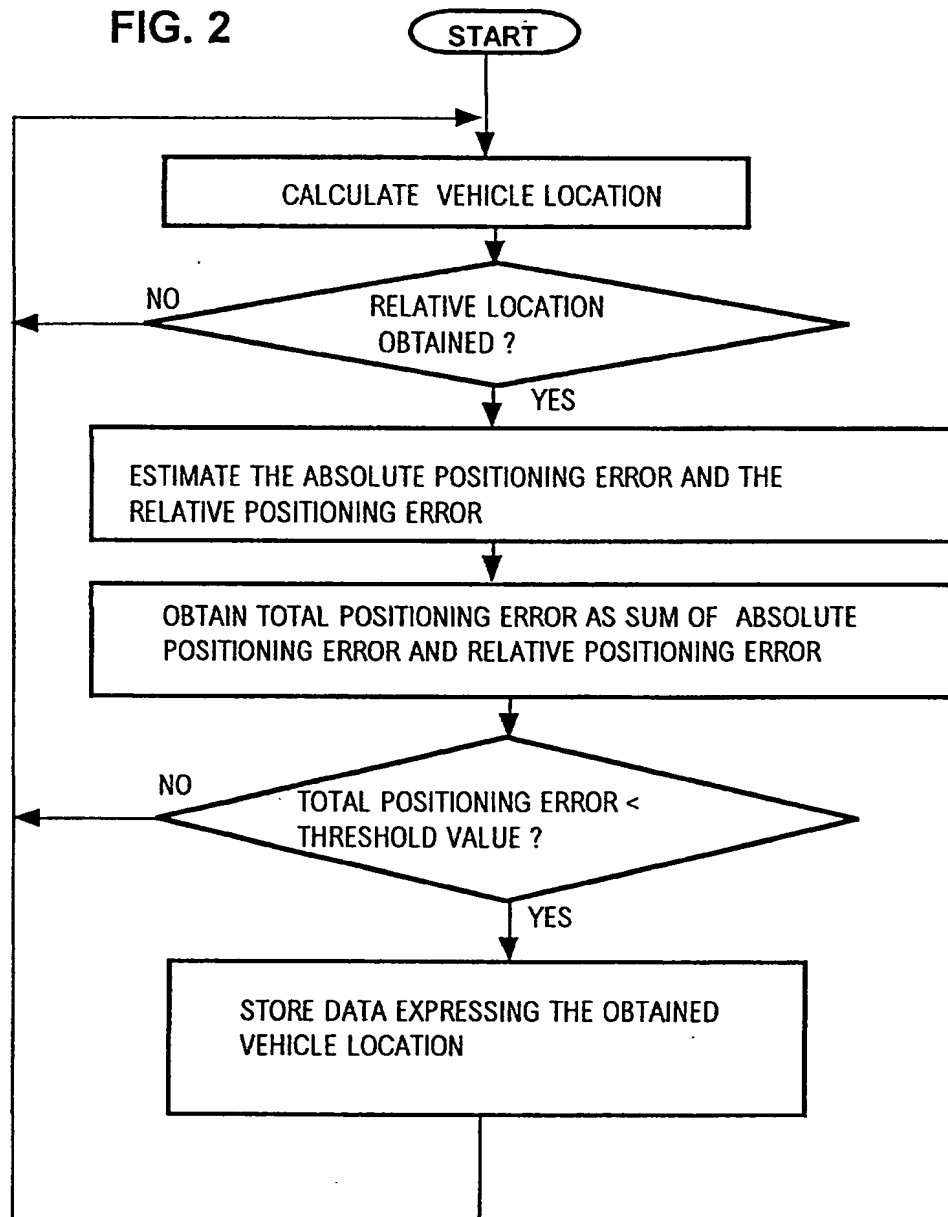 FIG. 2
START
CALCULATE VEHICLE LOCATION
NO
RELATIVE LOCATION
OBTAINED ?
YES
ESTIMATE THE ABSOLUTE POSITIONING ERROR AND THE
RELATIVE POSITIONING ERROR
OBTAIN TOTAL POSITIONING ERROR AS SUM OF ABSOLUTE
POSITIONING ERROR AND RELATIVE POSITIONING ERROR
NO
TOTAL POSITIONING ERROR <
THRESHOLD VALUE ?
YES
STORE DATA EXPRESSING THE OBTAINED
VEHICLE LOCATION